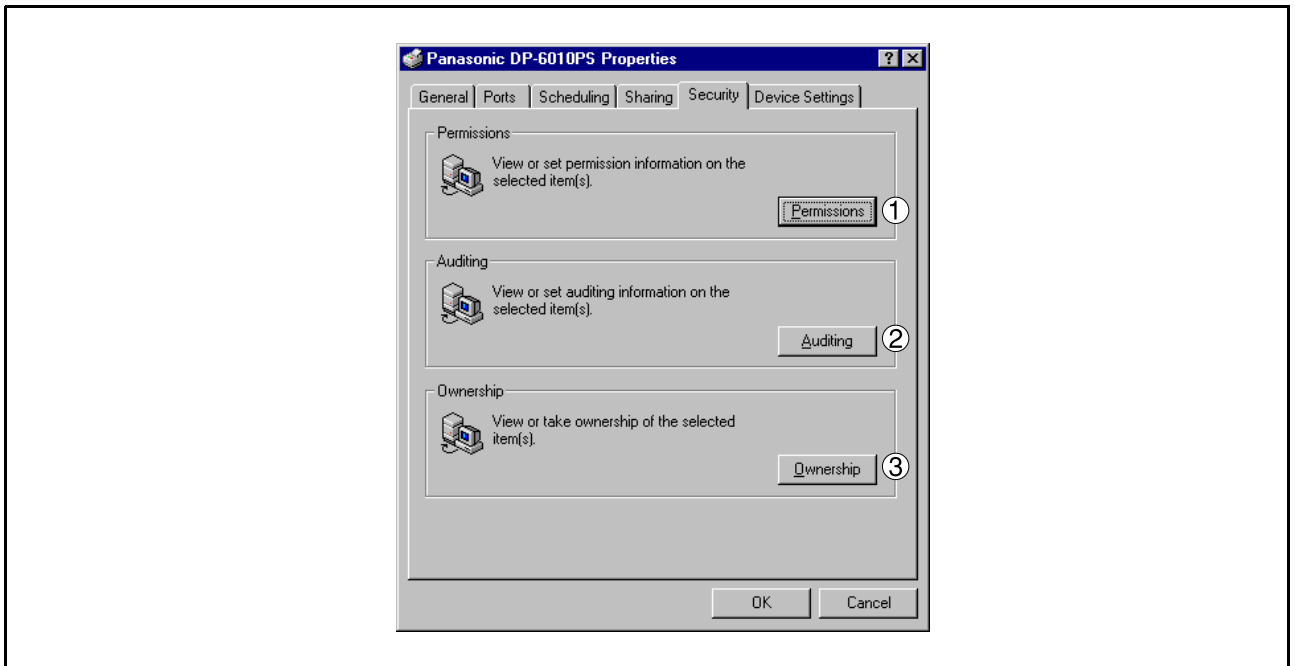 Panasonic DP-6010PS Properties
General Ports Scheduling Sharing Security Device Settings
Permissions
View or set permission information on the
selected item(s).
Permissions ①
Auditing
View or set auditing information on the
selected item(s).
Auditing ②
Ownership
View or take ownership of the selected
item(s).
Ownership ③
OK Cancel